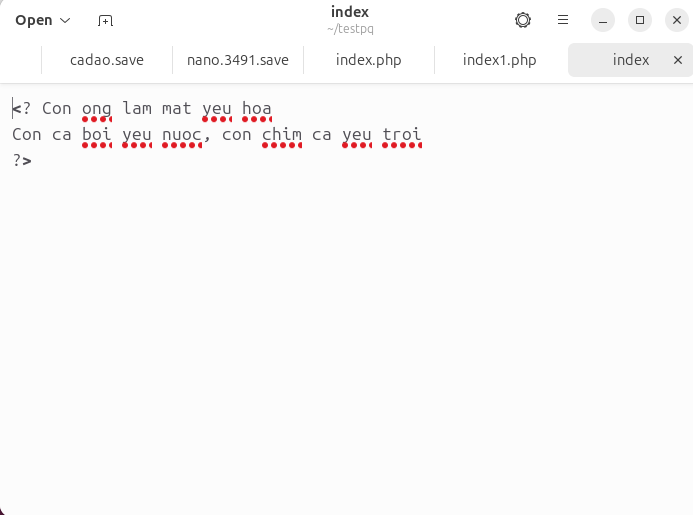 Open
index
~/testpq
cadao.save
nano.3491.save
index.php
index1.php
index
<? Con ong lam mat yeu hoa
Con ca boi yeu nuoc, con chim ca yeu troi
?>